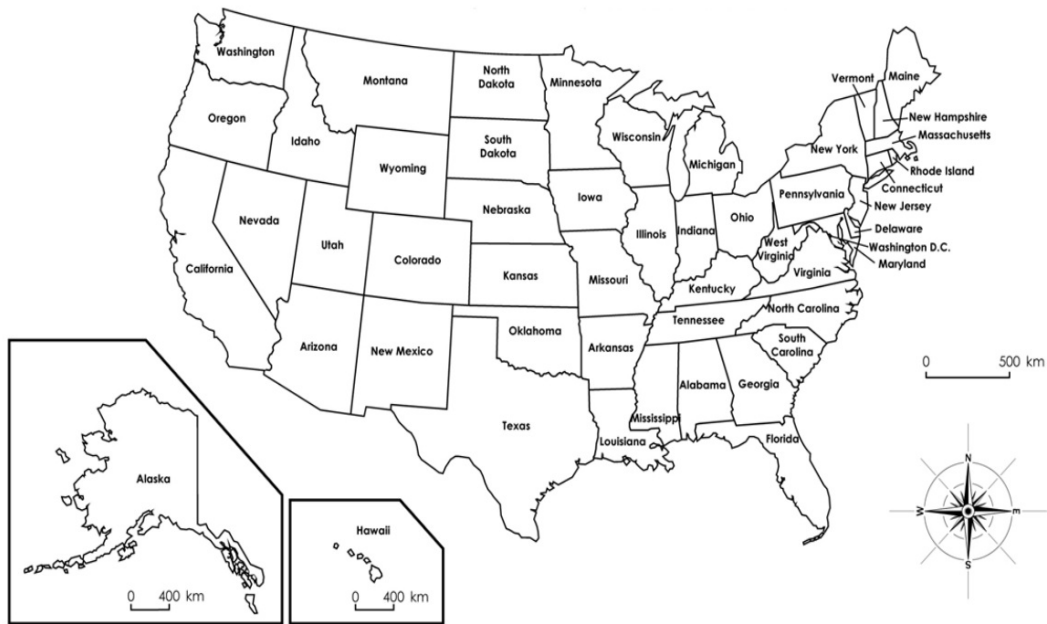 Washington
Montana
North
Dakota
Minnesota
Vermont
Maine
Oregon
Idaho
Wyoming
South
Dakota
Wisconsin
Michigan
New York
New Hampshire
Massachusetts
Rhode Island
Connecticut
New Jersey
Delaware
Washington D.C.
Maryland
Nevada
Utah
Colorado
Nebraska
Iowa
Illinois
Indiana
Ohio
Pennsylvania
West
Virginia
Virginia
California
Kansas
Missouri
Kentucky
North Carolina
Tennessee
South
Carolina
Arizona
New Mexico
Oklahoma
Arkansas
Texas
Louisiana
Mississippi
Alabama
Georgia
Florida
0 500 km
Alaska
0 400 km
Hawaii
0 400 km
N
W
E
S